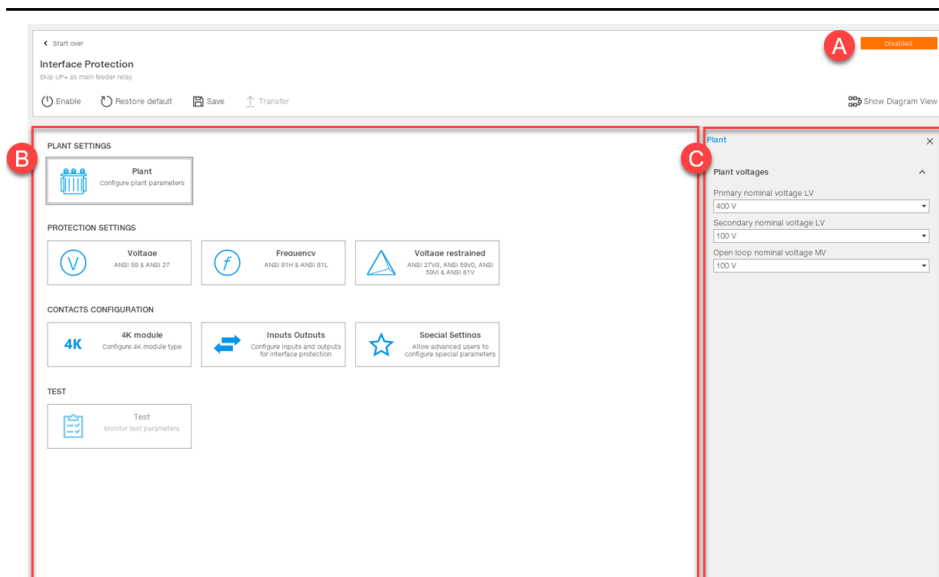 Start over
A
Disabled
Interface Protection
Ekip UP+ as main feeder relay
Enable
Restore default
Save
Transfer
Show Diagram View
B
PLANT SETTINGS
Plant
Configure plant parameters
PROTECTION SETTINGS
Voltage
ANSI 59 & ANSI 27
Frequency
ANSI 81H & ANSI 81L
Voltage restrained
ANSI 27Vd, ANSI 59V0, ANSI
59Vi & ANSI 81V
CONTACTS CONFIGURATION
4K
4K module
Configure 4K module type
Inputs Outputs
Configure inputs and outputs
for interface protection
Special Settings
Allow advanced users to
configure special parameters
TEST
Test
Monitor test parameters
C
Plant
Plant voltages
Primary nominal voltage LV
400 V
Secondary nominal voltage LV
100 V
Open loop nominal voltage MV
100 V